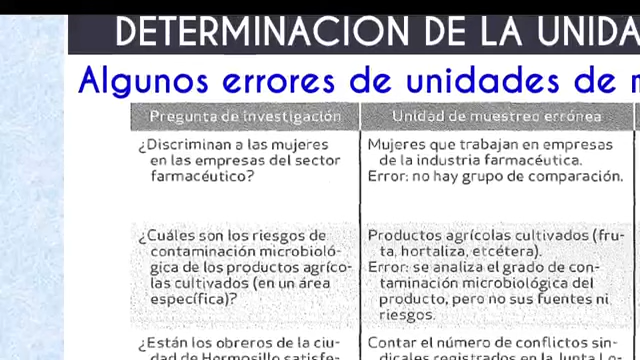 DETERMINACION DE LA UNIDA
Algunos errores de unidades de m
Pregunta de investigación
Unidad de muestreo errónea
¿Discriminan a las mujeres
en las empresas del sector
farmacéutico?
Mujeres que trabajan en empresas
de la industria farmacéutica.
Error: no hay grupo de comparación.
¿Cuáles son los riesgos de
contaminación microbioló-
gica de los productos agríco-
las cultivados (en un área
específica)?
Productos agrícolas cultivados (fru-
ta, hortaliza, etcétera).
Error: se analiza el grado de con-
taminación microbiológica del
producto, pero no sus fuentes ni
riesgos.
¿Están los obreros de la ciu-
dad de Hermosillo satisfe-
Contar el número de conflictos sin-
dicales registrados en la Junta Lo-